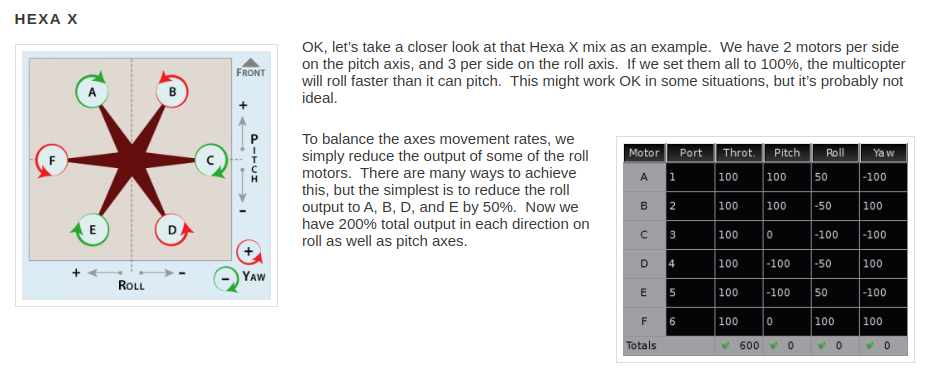 HEXA X
FRONT
A
B
F
C
E
D
+
PITCH
-
+
-
ROLL
+
-
YAW
OK, let's take a closer look at that Hexa X mix as an example.  We have 2 motors per side
on the pitch axis, and 3 per side on the roll axis.  If we set them all to 100%, the multicopter
will roll faster than it can pitch.  This might work OK in some situations, but it's probably not
ideal.
To balance the axes movement rates, we
simply reduce the output of some of the roll
motors.  There are many ways to achieve
this, but the simplest is to reduce the roll
output to A, B, D, and E by 50%.  Now we
have 200% total output in each direction on
roll as well as pitch axes.
Motor Port Throt. Pitch Roll Yaw
A 1 100 100 50 -100
B 2 100 100 -50 100
C 3 100 0 -100 -100
D 4 100 -100 -50 100
E 5 100 -100 50 -100
F 6 100 0 100 100
Totals 600 0 0 0